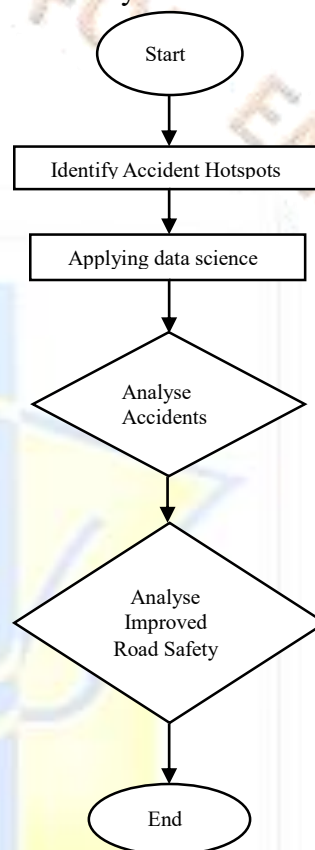 Start
Identify Accident Hotspots
Applying data science
Analyse
Accidents
Analyse
Improved
Road Safety
End